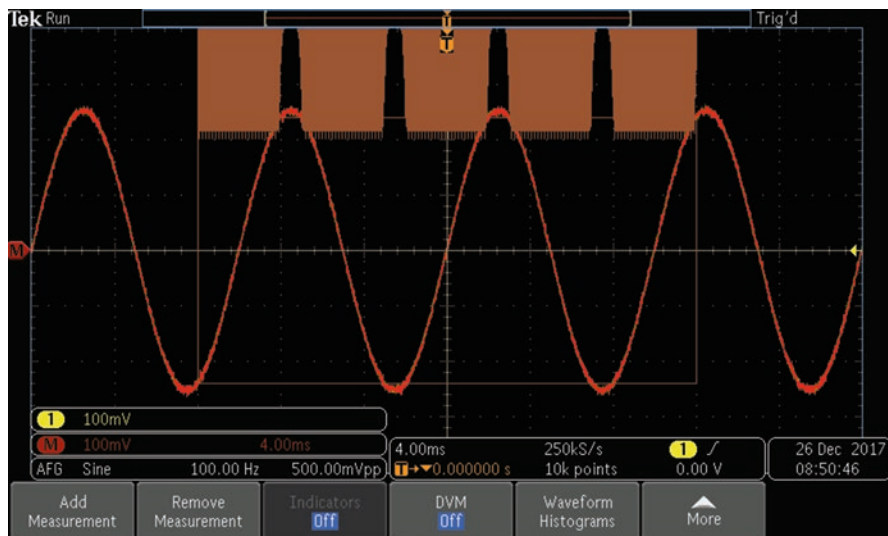 Tek Run
Trig'd
T
T
M
1 100mV
M 100mV 4.00ms
AFG Sine 100.00 Hz 500.00mVpp
4.00ms 250kS/s 1 ∫
T→▼0.000000 s 10k points 0.00 V
26 Dec 2017
08:50:46
Add
Measurement
Remove
Measurement
Indicators
Off
DVM
Off
Waveform
Histograms
More